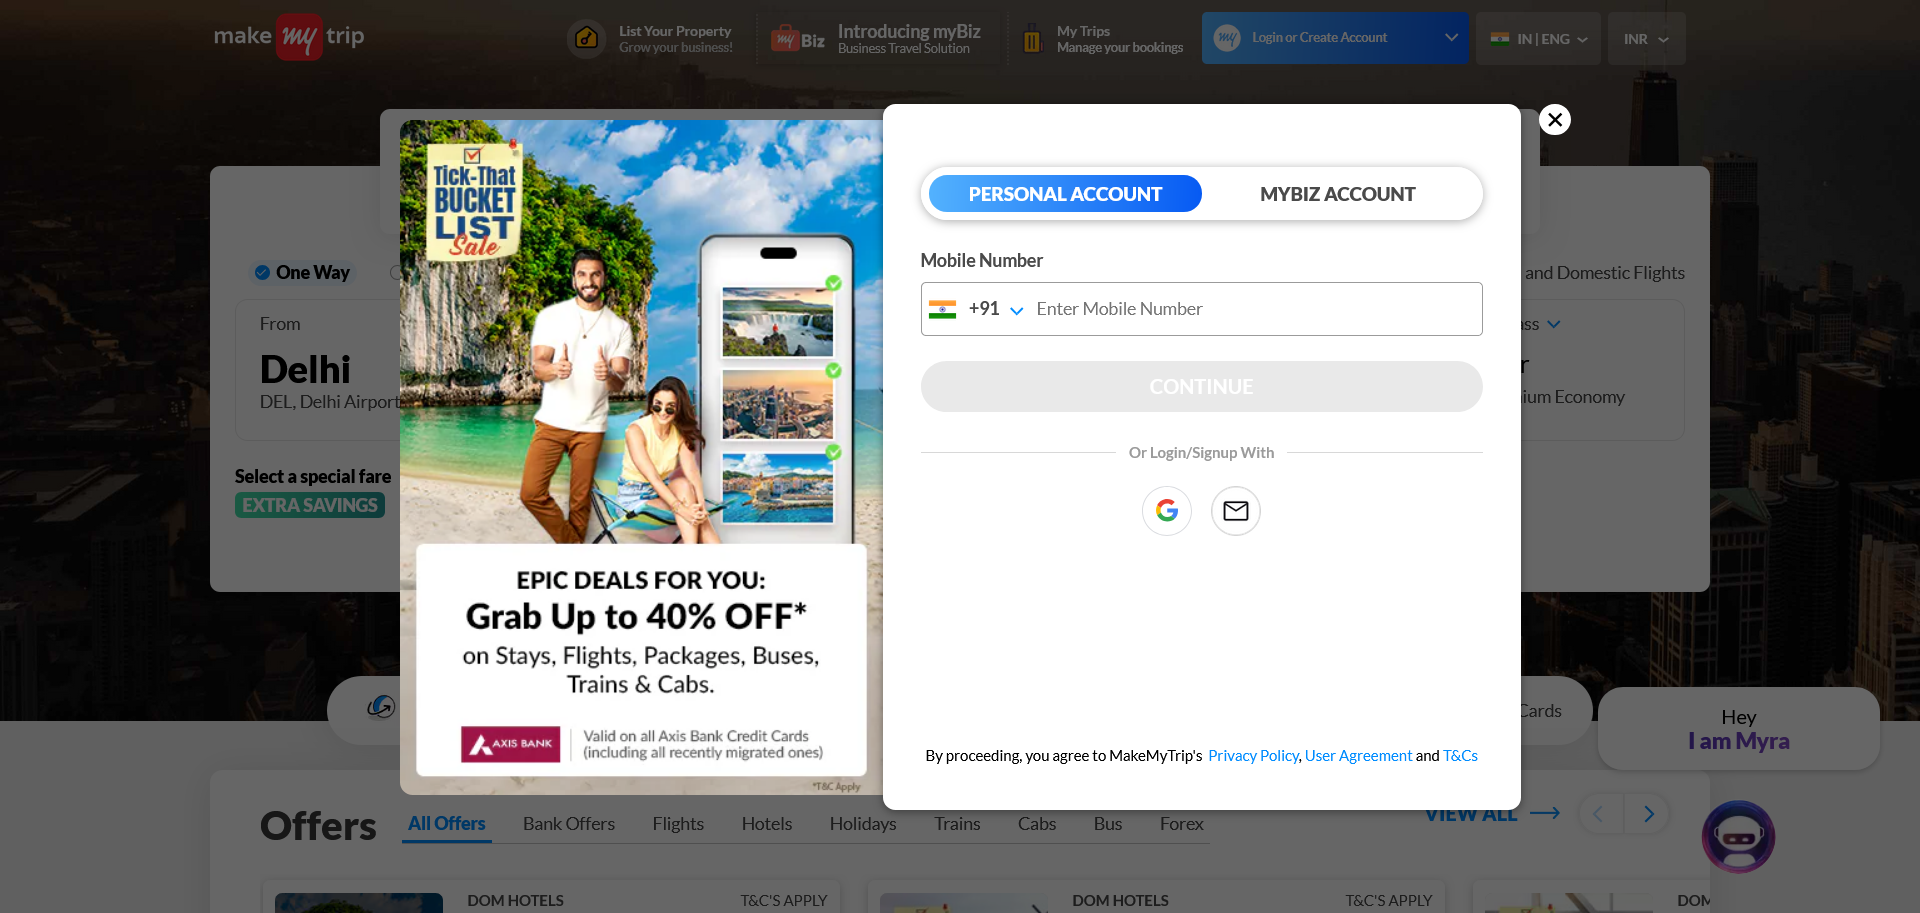 make my trip
List Your Property
Grow your business!
my Biz
Introducing myBiz
Business Travel Solution
My Trips
Manage your bookings
my
Login or Create Account
IN | ENG
INR
Tick-That
BUCKET
LIST
Sale
EPIC DEALS FOR YOU:
Grab Up to 40% OFF*
on Stays, Flights, Packages, Buses,
Trains & Cabs.
AXIS BANK
Valid on all Axis Bank Credit Cards
(including all recently migrated ones)
*T&C Apply
PERSONAL ACCOUNT
MYBIZ ACCOUNT
Mobile Number
+91
Enter Mobile Number
CONTINUE
Or Login/Signup With
By proceeding, you agree to MakeMyTrip's Privacy Policy, User Agreement and T&Cs
One Way
and Domestic Flights
From
Delhi
DEL, Delhi Airport
Economy
Select a special fare
EXTRA SAVINGS
Cards
Hey
I am Myra
Offers
All Offers
Bank Offers
Flights
Hotels
Holidays
Trains
Cabs
Bus
Forex
VIEW ALL
DOM HOTELS
T&C'S APPLY
DOM HOTELS
T&C'S APPLY